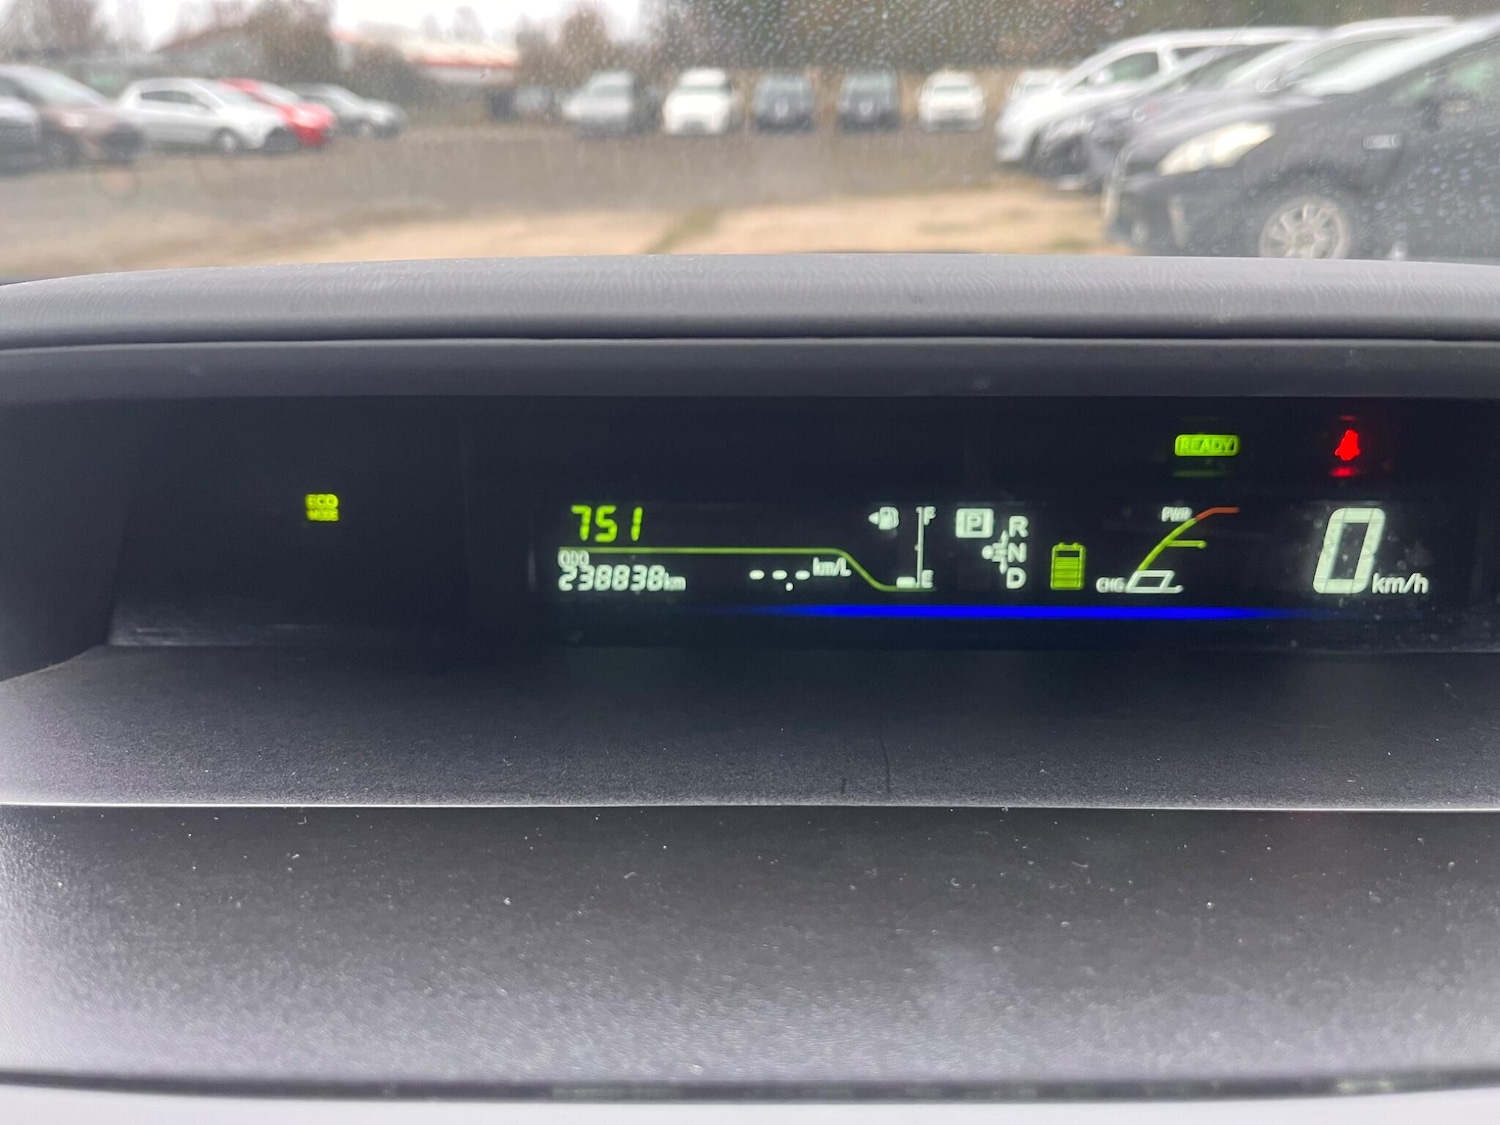 READY
ECO
MODE
751
ODO
238838km
--.- km/L
F
E
P
R
N
D
PWR
CHG
0 km/h